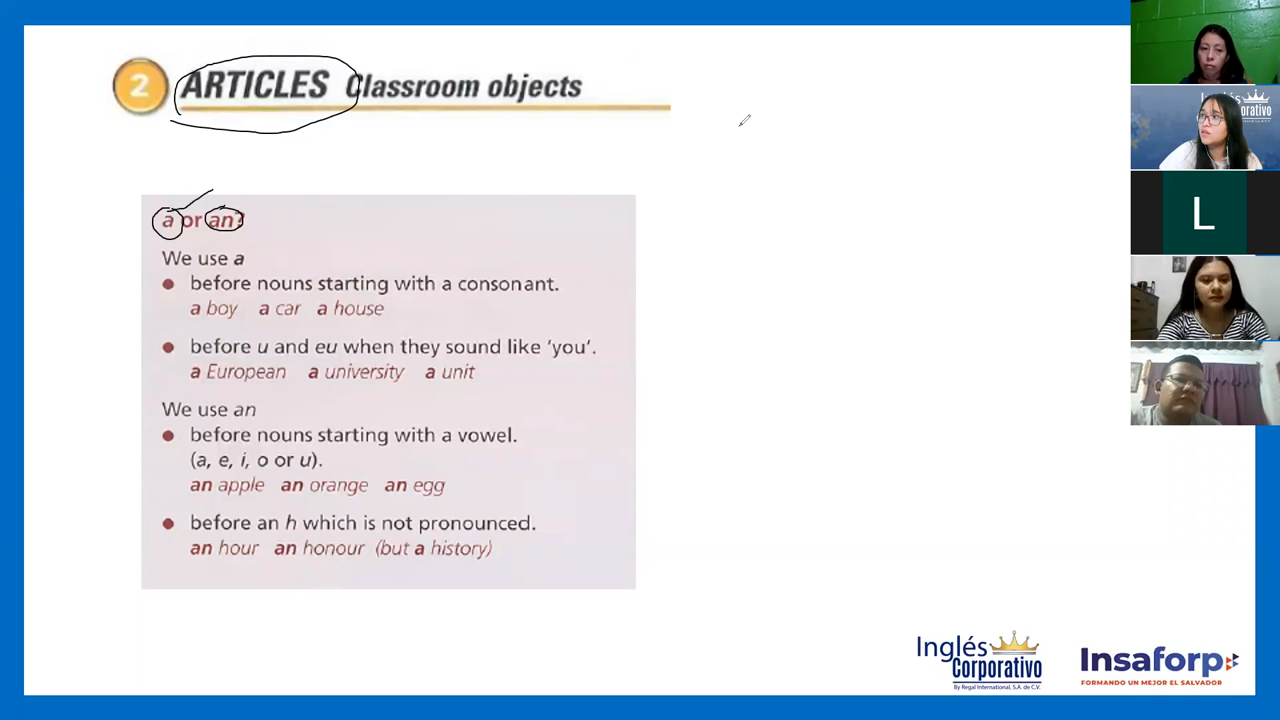 2 ARTICLES Classroom objects
a or an?
We use a
before nouns starting with a consonant.
a boy a car a house
before u and eu when they sound like 'you'.
a European a university a unit
We use an
before nouns starting with a vowel.
(a, e, i, o or u).
an apple an orange an egg
before an h which is not pronounced.
an hour an honour (but a history)
Inglés
Corporativo
By Regal International, S.A. de C.V.
Insaforp
FORMANDO UN MEJOR EL SALVADOR
Inglés
orporativo
L